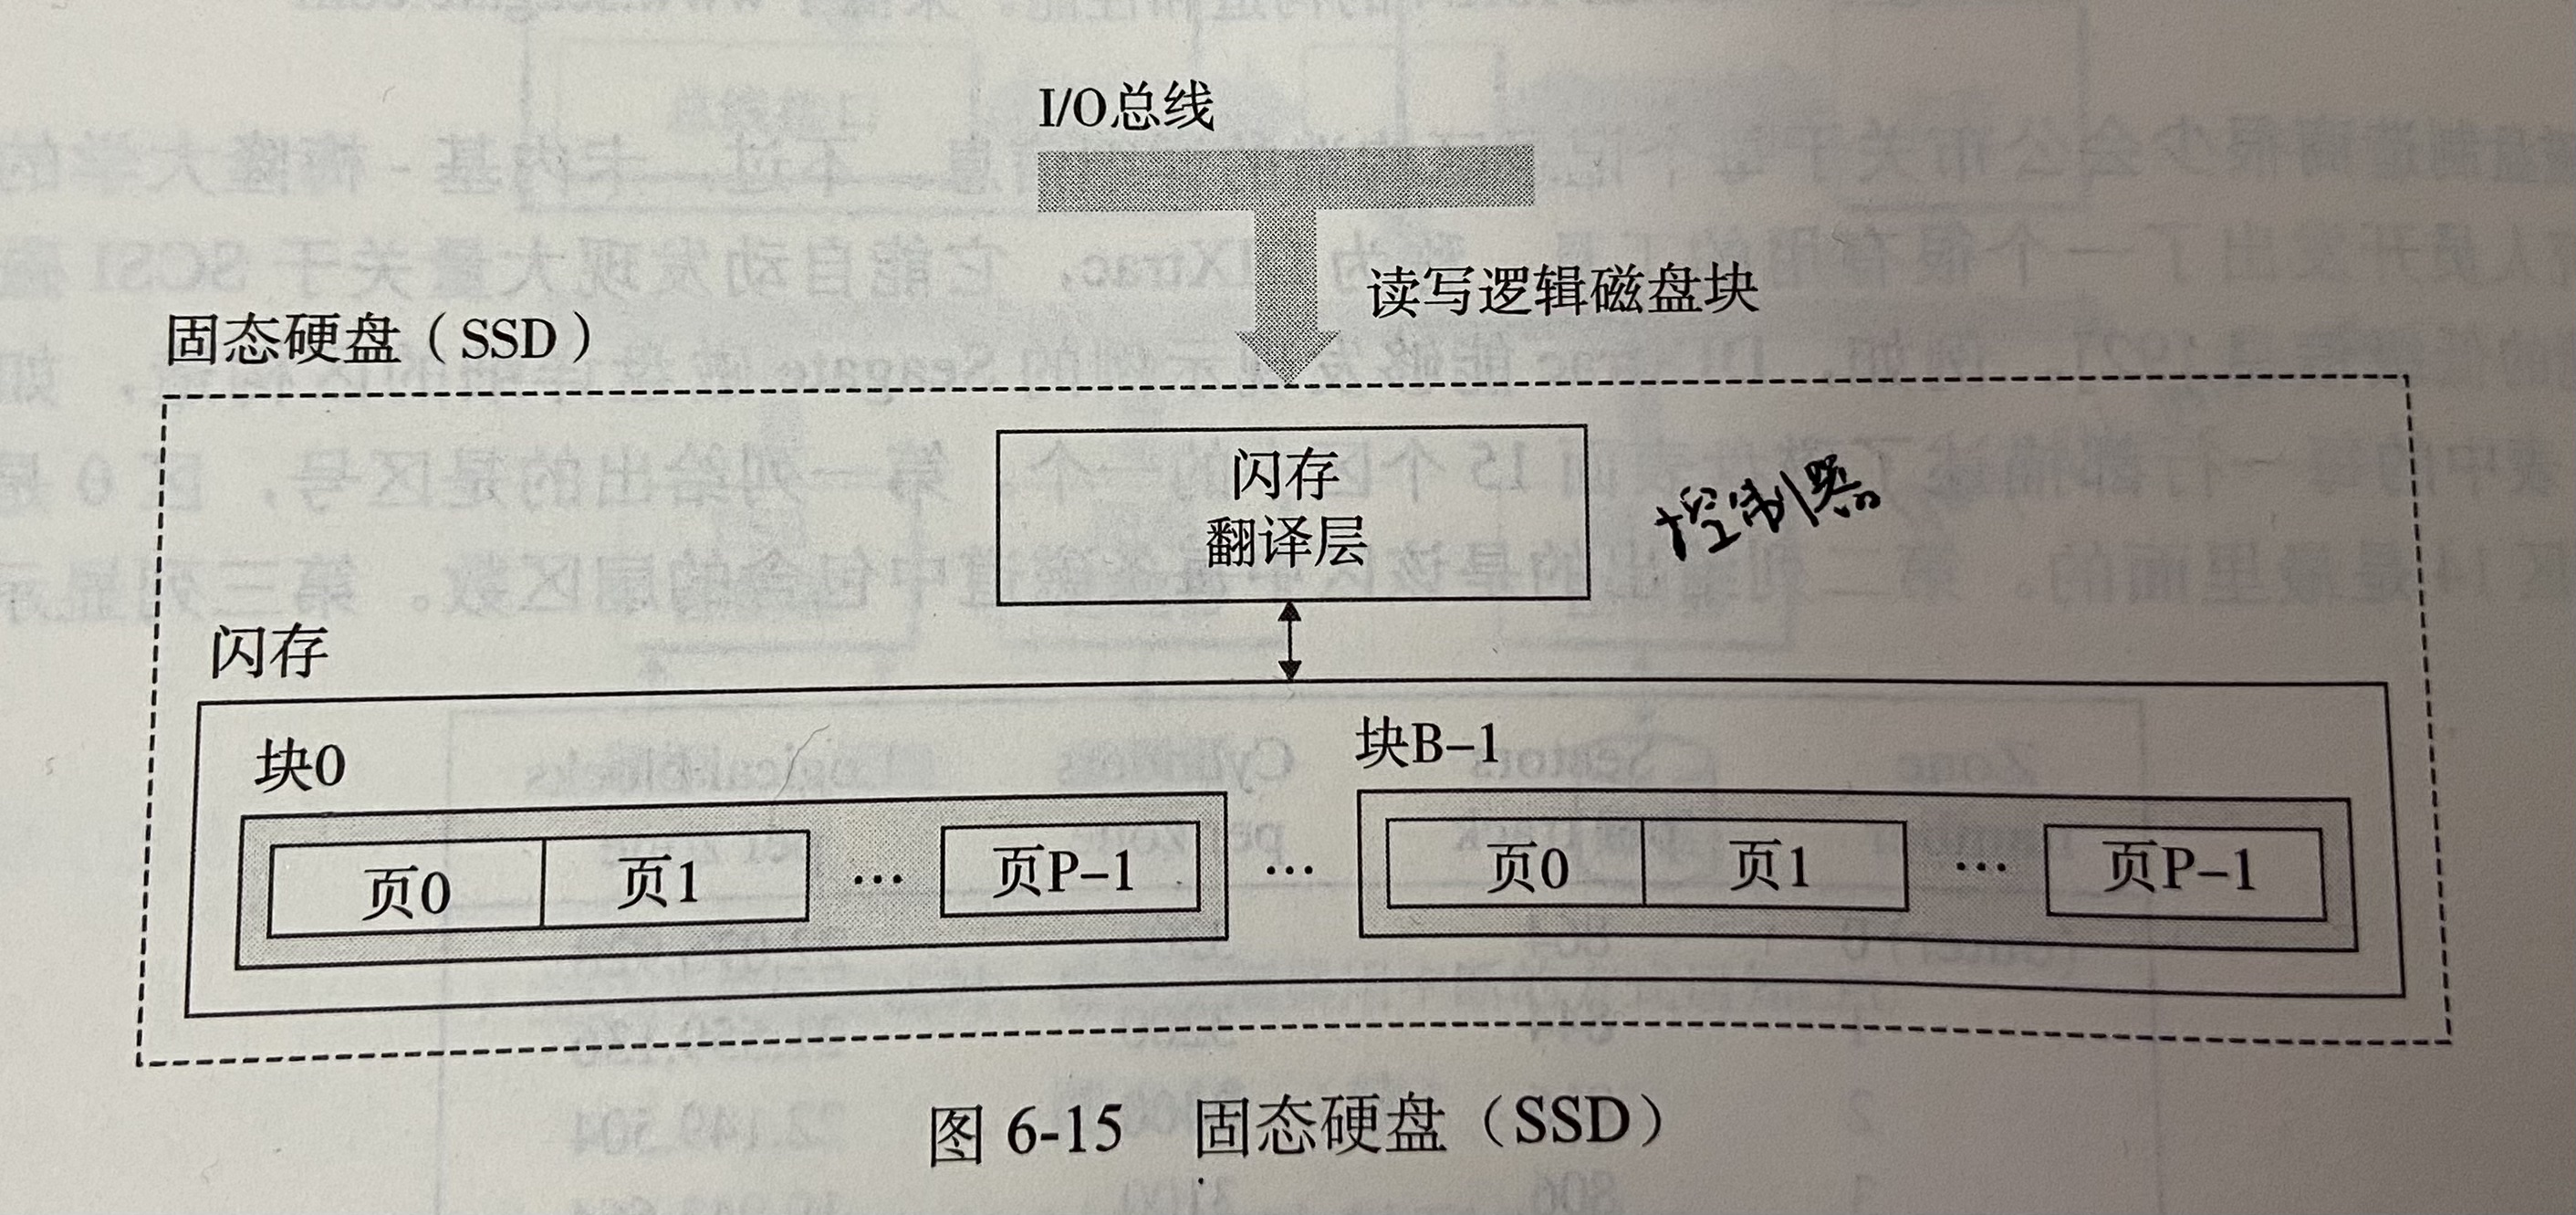 I/O总线
读写逻辑磁盘块
固态硬盘（SSD）
闪存
翻译层
控制器
闪存
块0
块B-1
页0
页1
…
页P-1
…
页0
页1
…
页P-1
图 6-15 固态硬盘（SSD）